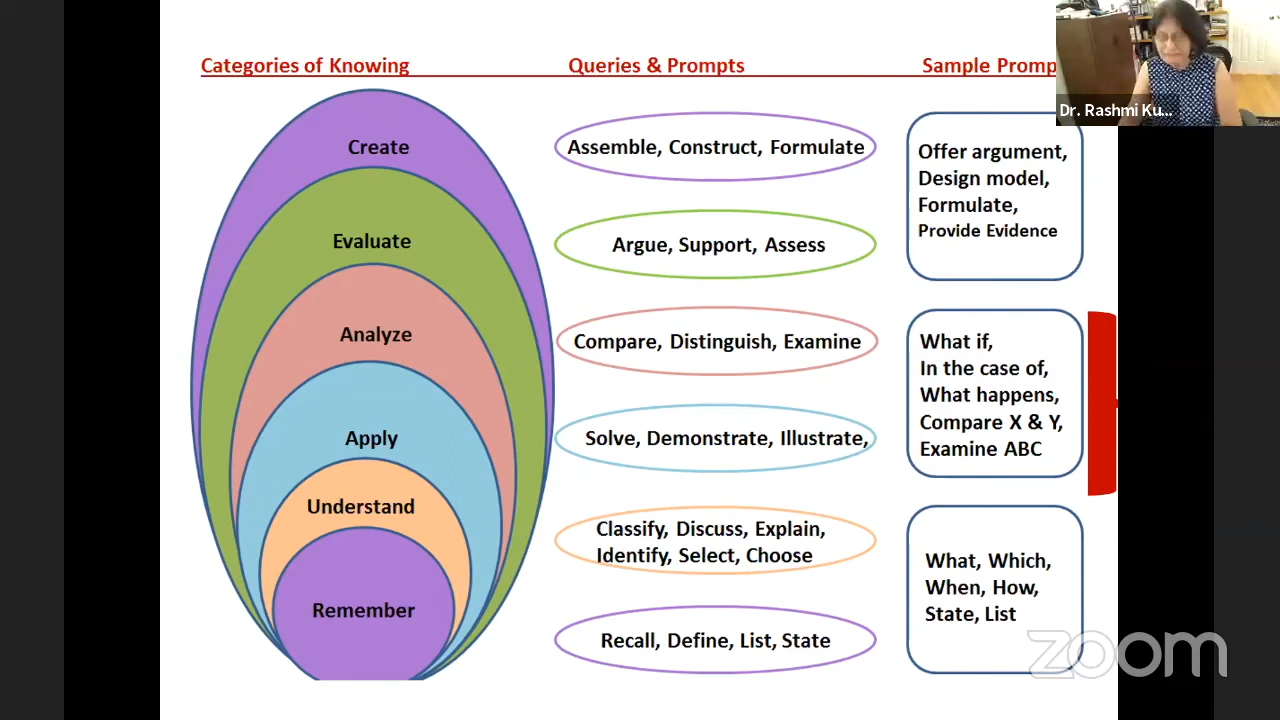 Categories of Knowing
Queries & Prompts
Sample Promp
Dr. Rashmi Ku...
Create
Assemble, Construct, Formulate
Offer argument,
Design model,
Formulate,
Provide Evidence
Evaluate
Argue, Support, Assess
Analyze
Compare, Distinguish, Examine
What if,
In the case of,
What happens,
Compare X & Y,
Examine ABC
Apply
Solve, Demonstrate, Illustrate,
Understand
Classify, Discuss, Explain,
Identify, Select, Choose
What, Which,
When, How,
State, List
Remember
Recall, Define, List, State
zoom